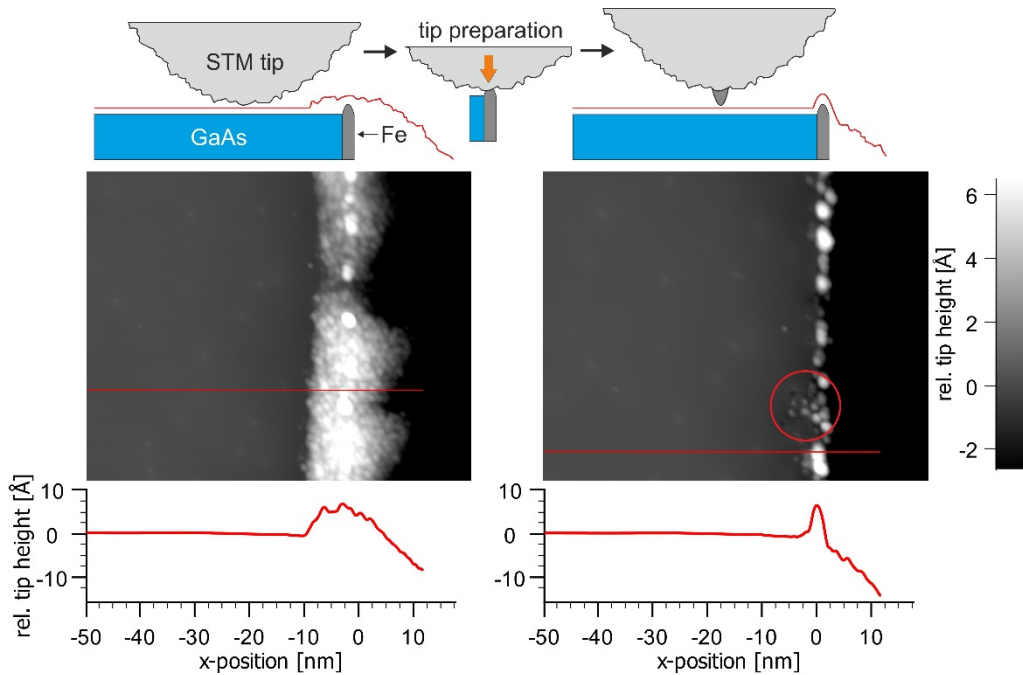 tip preparation
STM tip
GaAs
Fe
rel. tip height [Å]
6
4
2
0
-2
rel. tip height [Å]
10
0
-10
-50 -40 -30 -20 -10 0 10
x-position [nm]
rel. tip height [Å]
10
0
-10
-50 -40 -30 -20 -10 0 10
x-position [nm]